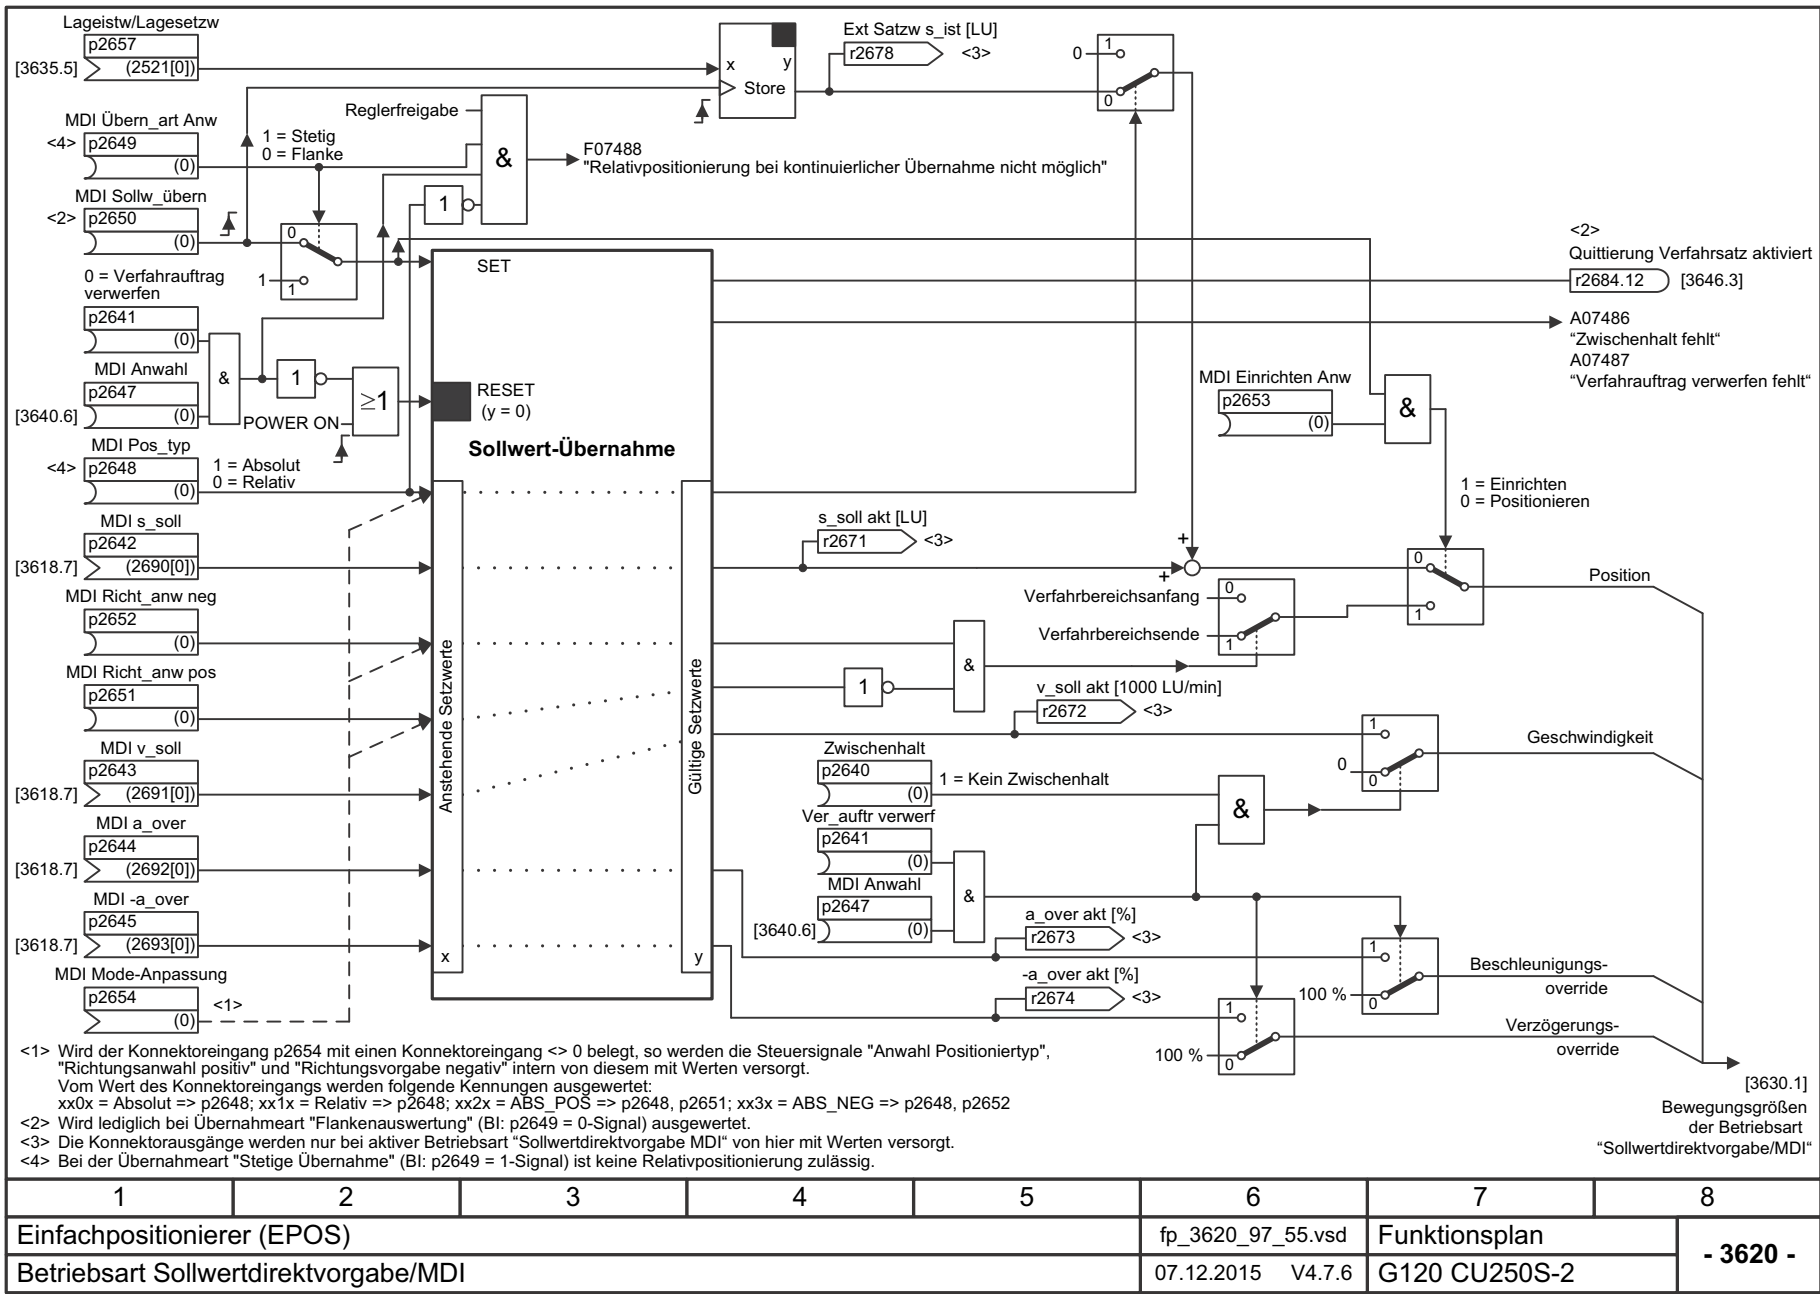 Lageistw/Lagesetzw
p2657
[3635.5]
(2521[0])
MDI Übern_art Anw
<4>
p2649
(0)
1 = Stetig
0 = Flanke
MDI Sollw_übern
<2>
p2650
(0)
0
1
1
0 = Verfahrauftrag
verwerfen
p2641
(0)
MDI Anwahl
p2647
[3640.6]
(0)
&
1
POWER ON
≥1
MDI Pos_typ
<4>
p2648
(0)
1 = Absolut
0 = Relativ
MDI s_soll
p2642
[3618.7]
(2690[0])
MDI Richt_anw neg
p2652
(0)
MDI Richt_anw pos
p2651
(0)
MDI v_soll
p2643
[3618.7]
(2691[0])
MDI a_over
p2644
[3618.7]
(2692[0])
MDI -a_over
p2645
[3618.7]
(2693[0])
MDI Mode-Anpassung
p2654
(0)
<1>
Reglerfreigabe
&
1
F07488
"Relativpositionierung bei kontinuierlicher Übernahme nicht möglich"
x
y
Store
Ext Satzw s_ist [LU]
r2678
<3>
0
1
0
SET
RESET
(y = 0)
Sollwert-Übernahme
Anstehende Setzwerte
x
Gültige Setzwerte
y
<2>
Quittierung Verfahrsatz aktiviert
r2684.12
[3646.3]
A07486
“Zwischenhalt fehlt“
A07487
“Verfahrauftrag verwerfen fehlt“
MDI Einrichten Anw
p2653
(0)
&
1 = Einrichten
0 = Positionieren
s_soll akt [LU]
r2671
<3>
+
+
0
1
Position
Verfahrbereichsanfang
0
Verfahrbereichsende
1
&
1
v_soll akt [1000 LU/min]
r2672
<3>
1
0
0
Geschwindigkeit
Zwischenhalt
p2640
(0)
1 = Kein Zwischenhalt
&
Ver_auftr verwerf
p2641
(0)
MDI Anwahl
p2647
[3640.6]
(0)
&
a_over akt [%]
r2673
<3>
1
100 %
0
Beschleunigungs-
override
-a_over akt [%]
r2674
<3>
1
100 %
0
Verzögerungs-
override
[3630.1]
Bewegungsgrößen
der Betriebsart
“Sollwertdirektvorgabe/MDI“
<1> Wird der Konnektoreingang p2654 mit einen Konnektoreingang <> 0 belegt, so werden die Steuersignale "Anwahl Positioniertyp",
"Richtungsanwahl positiv" und "Richtungsvorgabe negativ" intern von diesem mit Werten versorgt.
Vom Wert des Konnektoreingangs werden folgende Kennungen ausgewertet:
xx0x = Absolut => p2648; xx1x = Relativ => p2648; xx2x = ABS_POS => p2648, p2651; xx3x = ABS_NEG => p2648, p2652
<2> Wird lediglich bei Übernahmeart "Flankenauswertung" (BI: p2649 = 0-Signal) ausgewertet.
<3> Die Konnektorausgänge werden nur bei aktiver Betriebsart “Sollwertdirektvorgabe MDI“ von hier mit Werten versorgt.
<4> Bei der Übernahmeart "Stetige Übernahme" (BI: p2649 = 1-Signal) ist keine Relativpositionierung zulässig.
1 2 3 4 5 6 7 8
Einfachpositionierer (EPOS)
fp_3620_97_55.vsd
Funktionsplan
- 3620 -
Betriebsart Sollwertdirektvorgabe/MDI
07.12.2015 V4.7.6
G120 CU250S-2